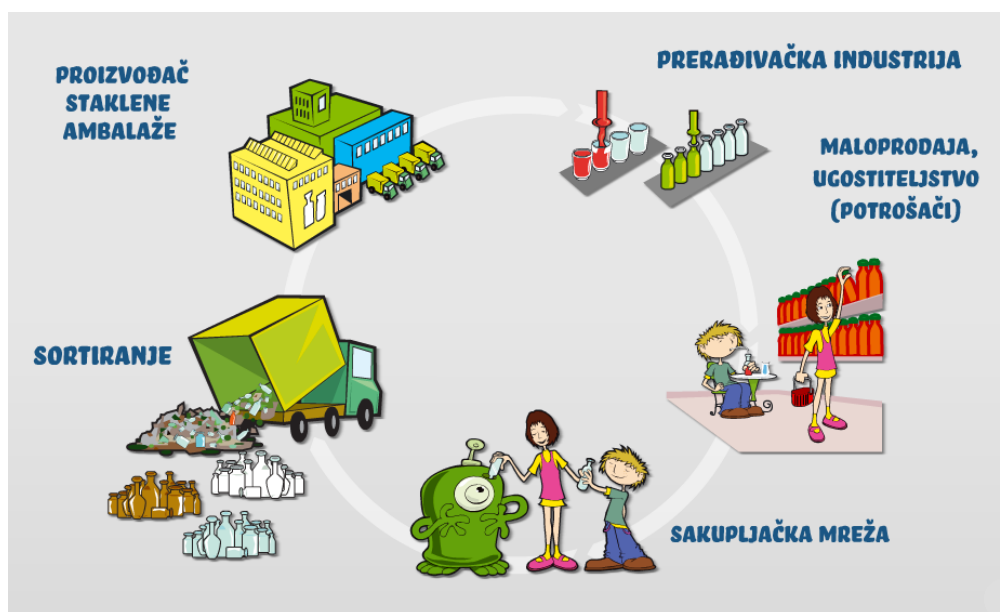 PROIZVOĐAČ
STAKLENE
AMBALAŽE
PRERAĐIVAČKA INDUSTRIJA
MALOPRODAJA,
UGOSTITELJSTVO
(POTROŠAČI)
SORTIRANJE
SAKUPLJAČKA MREŽA